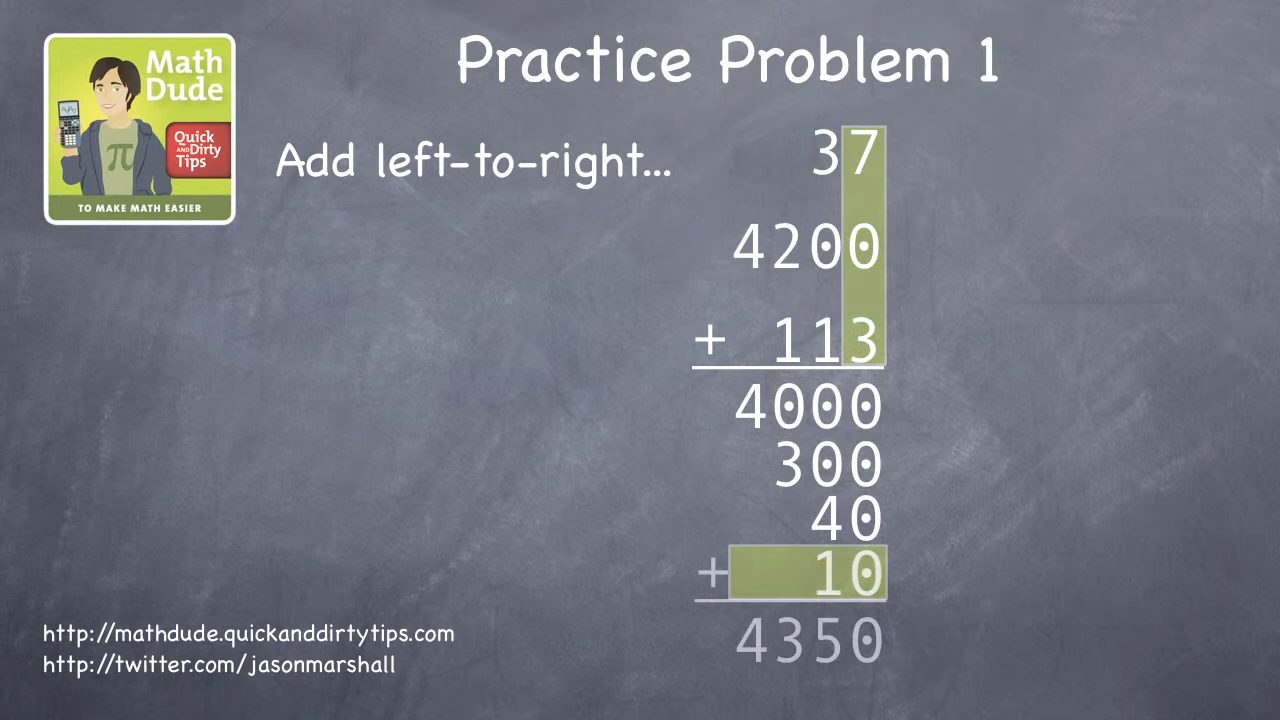 Math
Dude
Quick
AND Dirty
Tips
π
TO MAKE MATH EASIER
Practice Problem 1
Add left-to-right...
37
4200
+ 113
4000
300
40
+ 10
4350
http://mathdude.quickanddirtytips.com
http://twitter.com/jasonmarshall